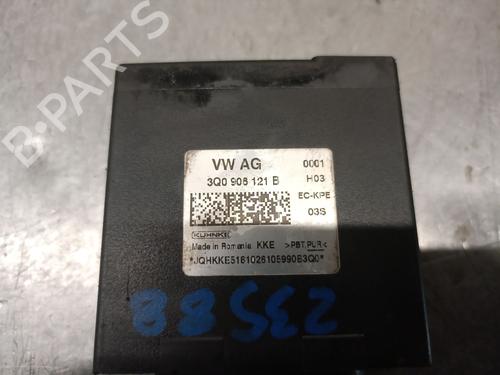 VW AG 0001
3Q0 906 121 B H03
EC-KPE
03S
KUHNKE
Made in Romania KKE >PBT,PUR<
*JQHKKE5161026105990B3Q0*
23588
B-PARTS